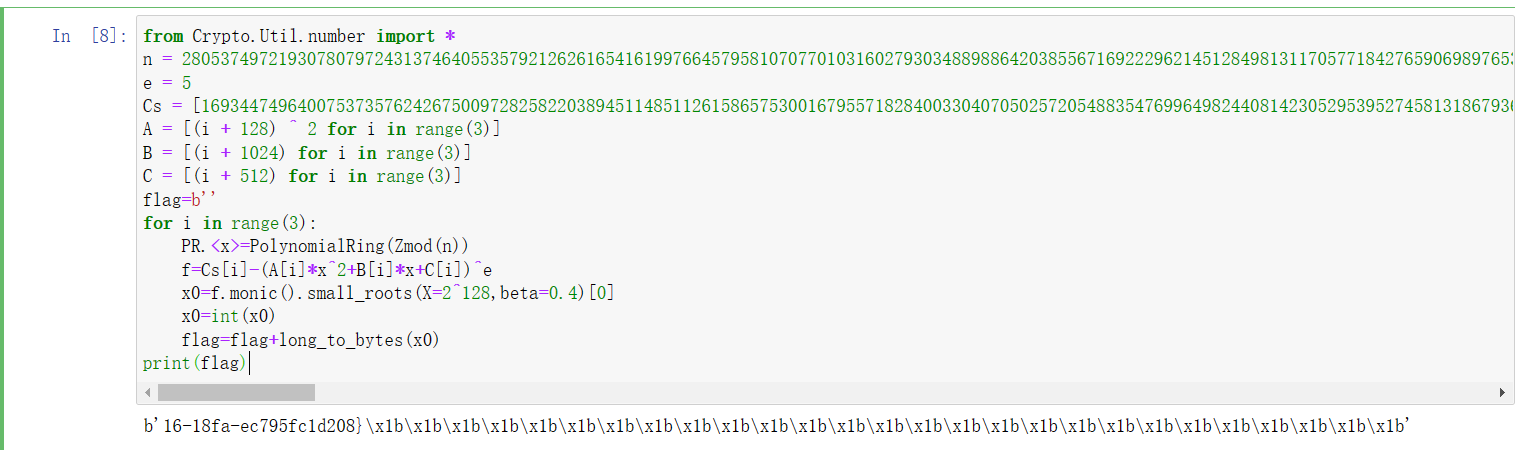 In [8]: from Crypto.Util.number import *
n = 2805374972193078079724313746405535792126261654161997664579581070770103160279303488988642038556716922296214512849813117057718427659069897653
e = 5
Cs = [1693447496400753735762426750097282582203894511485112615865753001679557182840033040705025720548835476996498244081423052953952745813186793
A = [(i + 128) ^ 2 for i in range(3)]
B = [(i + 1024) for i in range(3)]
C = [(i + 512) for i in range(3)]
flag=b''
for i in range(3):
    PR.<x>=PolynomialRing(Zmod(n))
    f=Cs[i]-(A[i]*x^2+B[i]*x+C[i])^e
    x0=f.monic().small_roots(X=2^128,beta=0.4)[0]
    x0=int(x0)
    flag=flag+long_to_bytes(x0)
print(flag)
b'16-18fa-ec795fc1d208}\x1b\x1b\x1b\x1b\x1b\x1b\x1b\x1b\x1b\x1b\x1b\x1b\x1b\x1b\x1b\x1b\x1b\x1b\x1b\x1b\x1b\x1b\x1b\x1b\x1b\x1b\x1b'